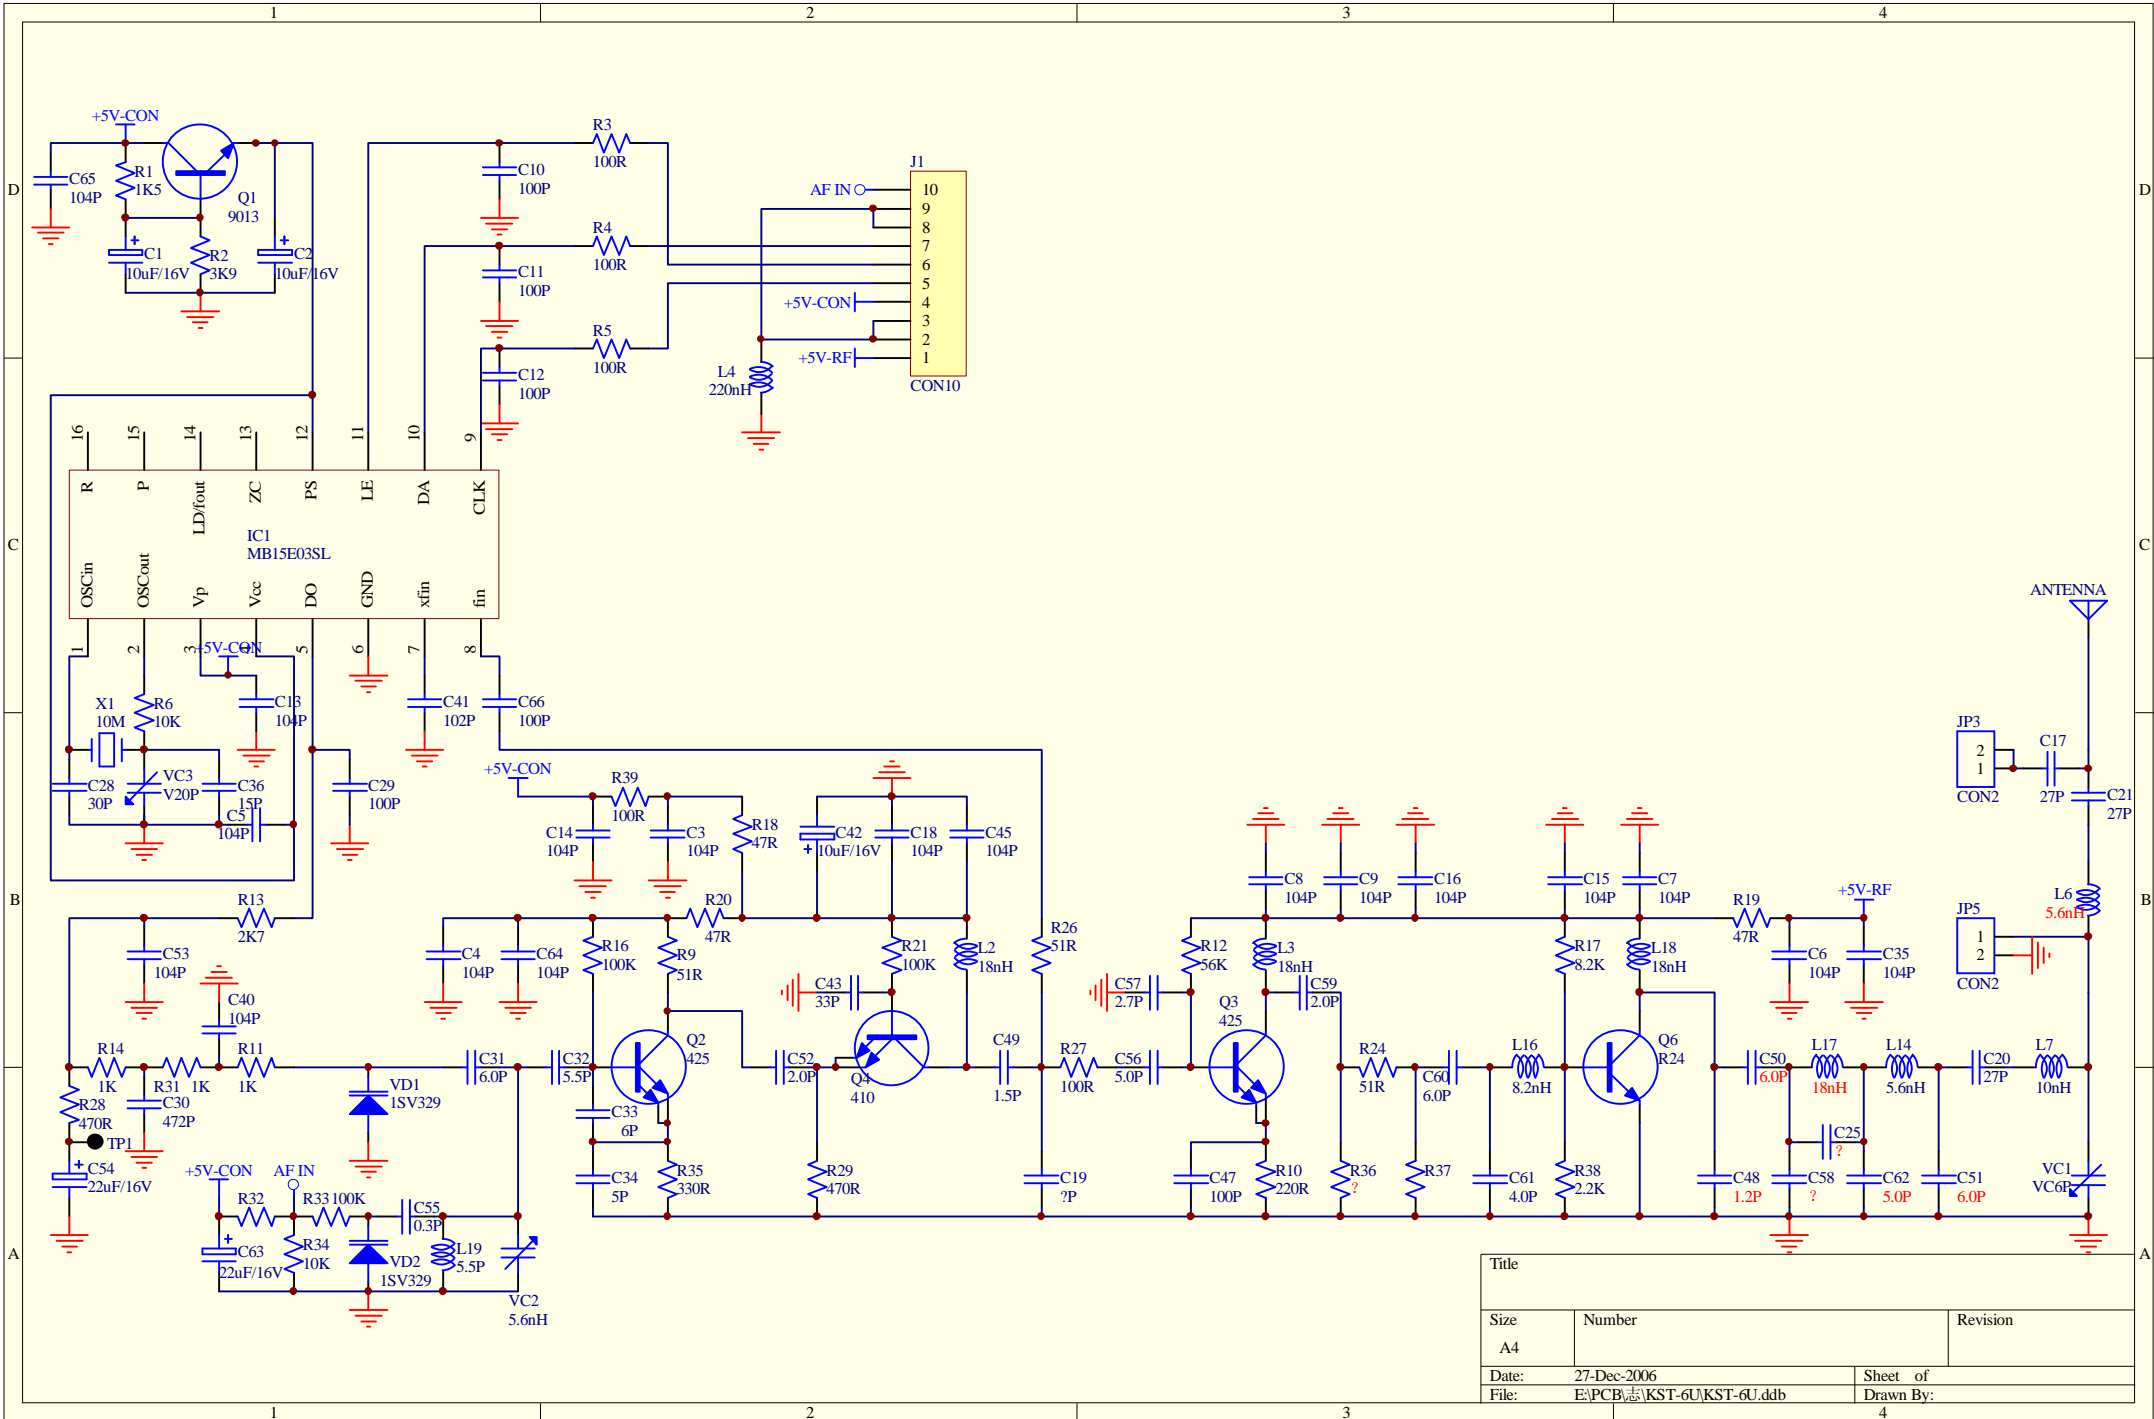 1 2 3 4
D
D
C
C
B
B
A
A
+5V-CON
C65
104P
R1
1K5
Q1
9013
C1
10uF/16V
R2
3K9
C2
10uF/16V
R3
100R
C10
100P
R4
100R
C11
100P
R5
100R
C12
100P
J1
AF IN
10
9
8
7
6
5
+5V-CON
4
3
2
+5V-RF
1
CON10
L4
220nH
16 15 14 13 12 11 10 9
R P LD/fout ZC PS LE DA CLK
IC1
MB15E03SL
OSCin OSCout Vp Vcc DO GND xfin fin
1 2 3 4 5 6 7 8
+5V-CON
X1
10M
R6
10K
C13
104P
C41
102P
C66
100P
C28
30P
VC3
V20P
C36
15P
C5
104P
C29
100P
+5V-CON
R39
100R
C14
104P
C3
104P
R18
47R
C42
10uF/16V
C18
104P
C45
104P
R13
2K7
R20
47R
C53
104P
C4
104P
C64
104P
R16
100K
R9
51R
R21
100K
L2
18nH
R26
51R
C43
33P
C40
104P
R14
1K
R31 1K
R11
1K
C31
6.0P
C32
5.5P
Q2
425
C52
2.0P
Q4
410
C49
1.5P
R27
100R
C56
5.0P
R28
470R
C30
472P
VD1
1SV329
TP1
C54
22uF/16V
C33
6P
C34
5P
R35
330R
R29
470R
C19
?P
+5V-CON
AF IN
R32
R33 100K
C55
0.3P
C63
22uF/16V
R34
10K
VD2
1SV329
L19
5.5P
VC2
5.6nH
C8
104P
C9
104P
C16
104P
C15
104P
C7
104P
R12
56K
L3
18nH
C57
2.7P
C59
2.0P
Q3
425
R24
51R
C60
6.0P
L16
8.2nH
R17
8.2K
L18
18nH
Q6
R24
R19
47R
+5V-RF
C6
104P
C35
104P
C47
100P
R10
220R
R36
?
R37
C61
4.0P
R38
2.2K
C50
6.0P
L17
18nH
L14
5.6nH
C20
27P
L7
10nH
C25
?
C48
1.2P
C58
?
C62
5.0P
C51
6.0P
VC1
VC6P
ANTENNA
JP3
2
1
CON2
C17
27P
C21
27P
L6
5.6nH
JP5
1
2
CON2
Title
Size
A4
Number
Revision
Date: 27-Dec-2006
Sheet of
File: E:\PCB\志\KST-6U\KST-6U.ddb
Drawn By:
1 2 3 4